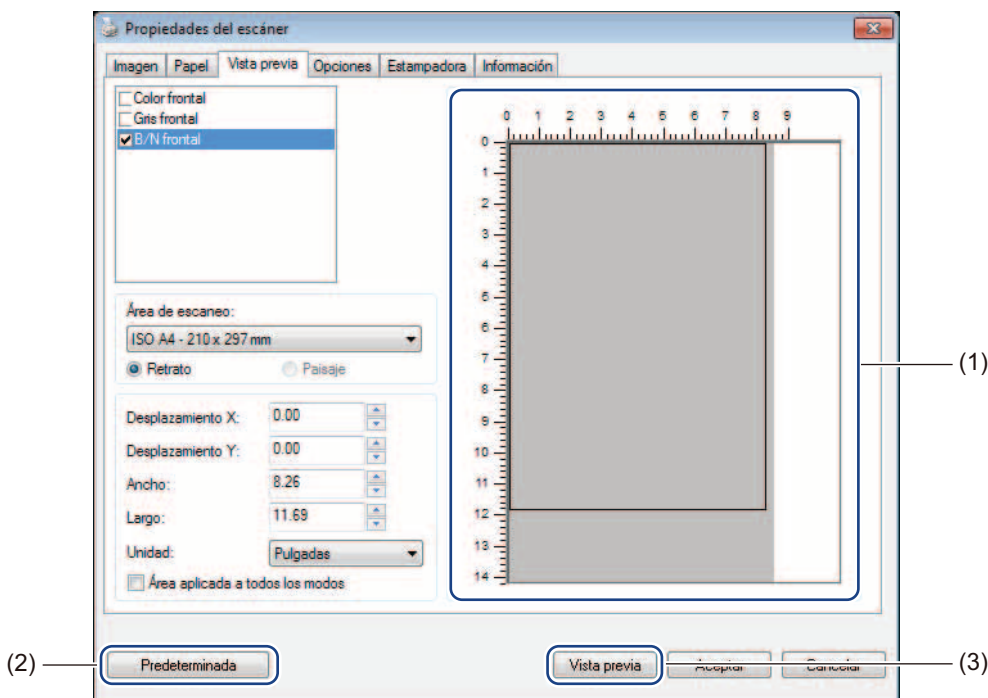 Propiedades del escáner
Imagen Papel Vista previa Opciones Estampadora Información
Color frontal
Gris frontal
B/N frontal
Área de escaneo:
ISO A4 - 210 x 297 mm
Retrato Paisaje
Desplazamiento X: 0.00
Desplazamiento Y: 0.00
Ancho: 8.26
Largo: 11.69
Unidad: Pulgadas
Área aplicada a todos los modos
0 1 2 3 4 5 6 7 8 9
0
1
2
3
4
5
6
7
8
9
10
11
12
13
14
(1)
(2) Predeterminada Vista previa Aceptar Cancelar (3)